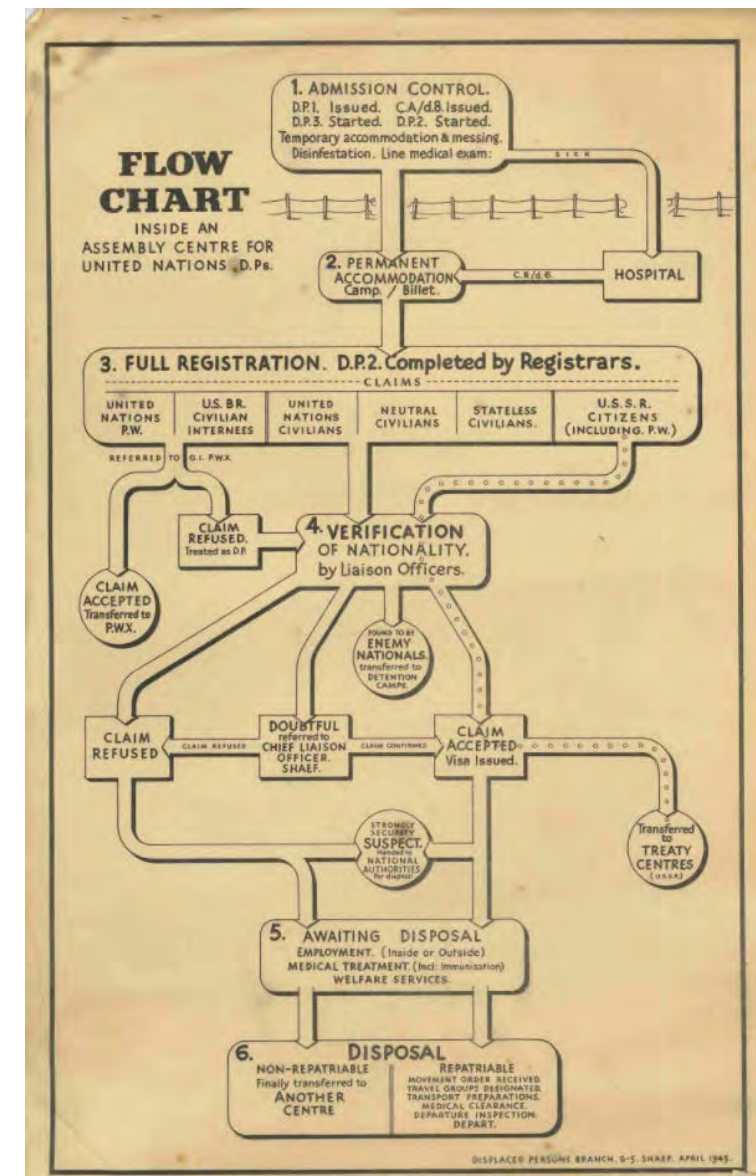 FLOW
CHART
INSIDE AN
ASSEMBLY CENTRE FOR
UNITED NATIONS D.Ps.
1. ADMISSION CONTROL.
D.P.1. Issued. C.A/d.8. Issued.
D.P.3. Started. D.P.2. Started.
Temporary accommodation & messing.
Disinfestation. Line medical exam:
SICK
2. PERMANENT
ACCOMMODATION
Camp. / Billet.
HOSPITAL
3. FULL REGISTRATION. D.P.2. Completed by Registrars.
CLAIMS
UNITED
NATIONS
P.W.
U.S. BR.
CIVILIAN
INTERNEES
UNITED
NATIONS
CIVILIANS
NEUTRAL
CIVILIANS
STATELESS
CIVILIANS.
U.S.S.R.
CITIZENS
(INCLUDING. P.W.)
REFERRED TO G.I. P.W.X.
CLAIM
REFUSED.
Treated as D.P.
4. VERIFICATION
OF NATIONALITY.
by Liaison Officers.
CLAIM
ACCEPTED
Transferred to
P.W.X.
FOUND TO BE
ENEMY
NATIONALS.
transferred to
DETENTION
CAMPS.
CLAIM
REFUSED
CLAIM REFUSED
DOUBTFUL
referred to
CHIEF LIAISON
OFFICER.
SHAEF.
CLAIM CONFIRMED
CLAIM
ACCEPTED
Visa Issued.
STRONGLY
SECURITY
SUSPECT.
Handed to
NATIONAL
AUTHORITIES
for disposal
Transferred
to
TREATY
CENTRES
(U.S.S.R.)
5. AWAITING DISPOSAL
EMPLOYMENT. (Inside or Outside)
MEDICAL TREATMENT. (Incl: Immunisation)
WELFARE SERVICES.
6. DISPOSAL
NON-REPATRIABLE
Finally transferred to
ANOTHER
CENTRE
REPATRIABLE
MOVEMENT ORDER RECEIVED.
TRAVEL GROUPS DESIGNATED.
TRANSPORT PREPARATIONS.
MEDICAL CLEARANCE.
DEPARTURE INSPECTION.
DEPART.
DISPLACED PERSONS BRANCH. G-5. SHAEF. APRIL 1945.